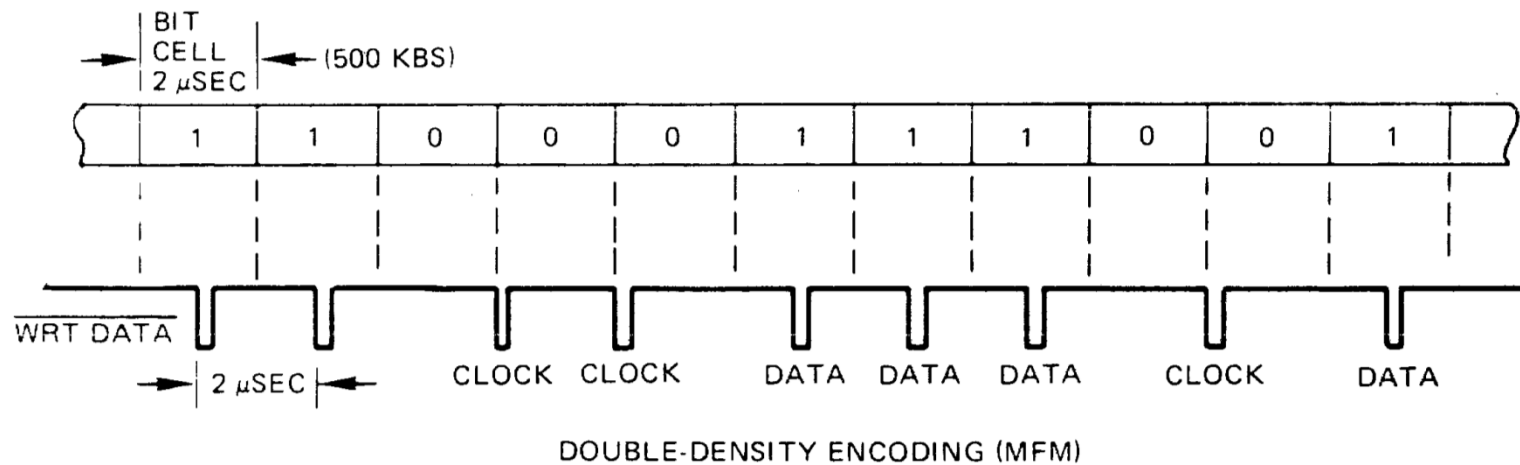 BIT
CELL
2 μSEC
(500 KBS)
1 1 0 0 0 1 1 1 0 0 1
WRT DATA
2 μSEC
CLOCK CLOCK DATA DATA DATA CLOCK DATA
DOUBLE-DENSITY ENCODING (MFM)